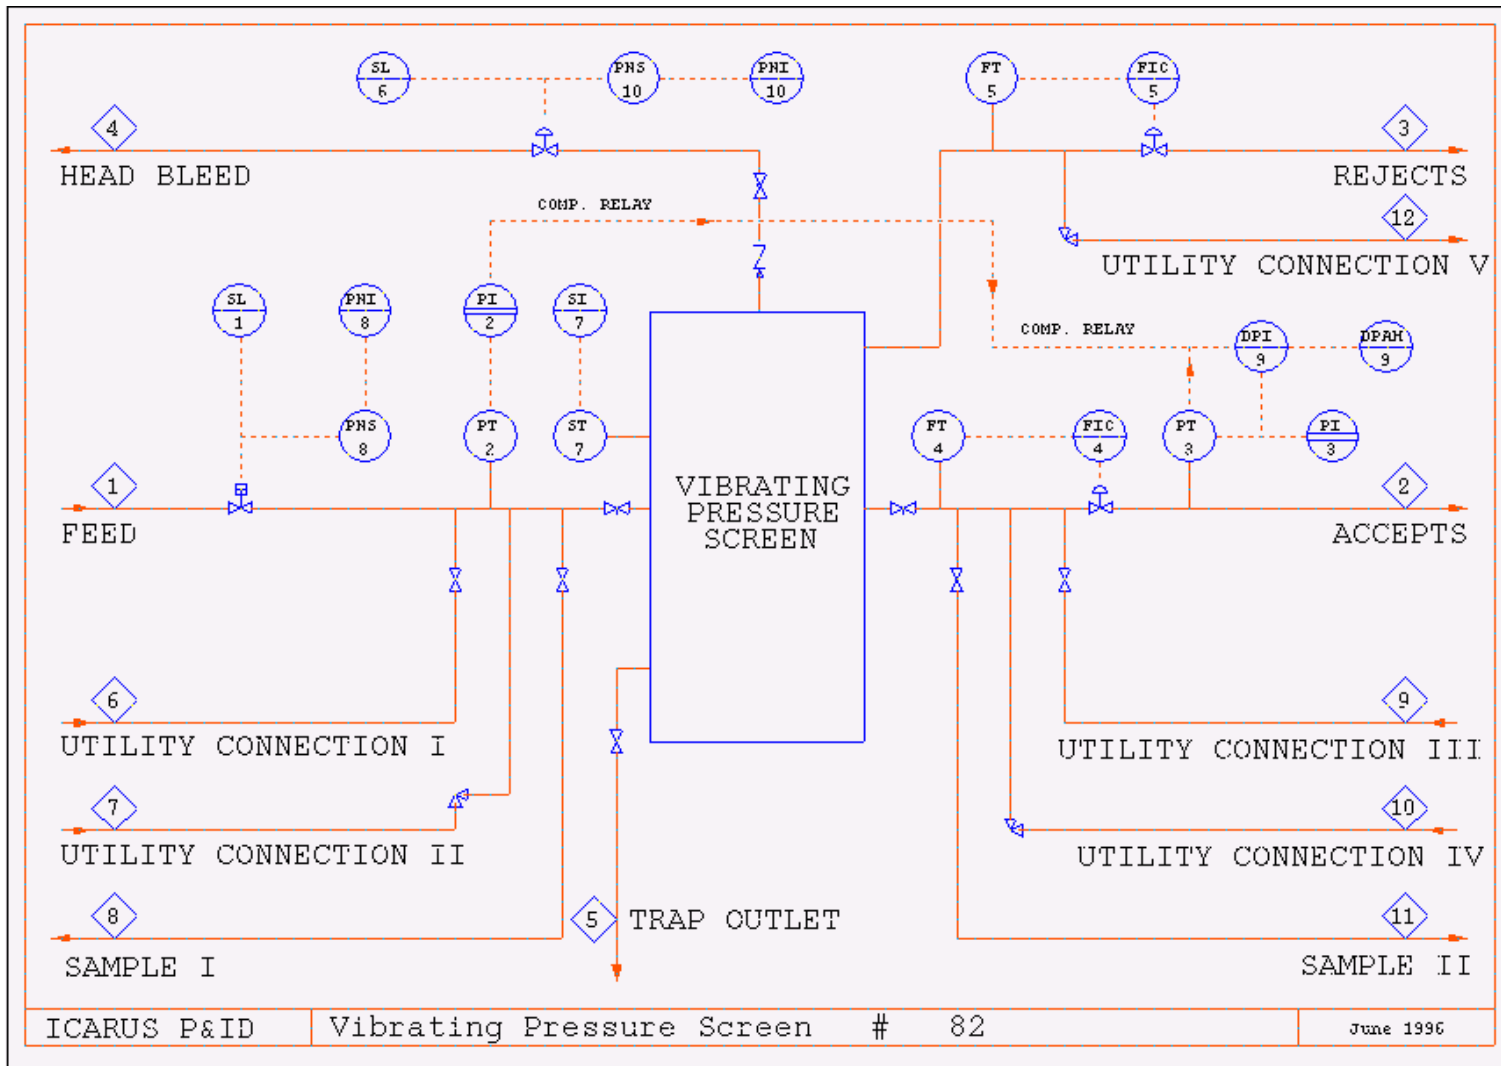 SL
6
PNS
10
PNI
10
FT
5
FIC
5
4
HEAD BLEED
3
REJECTS
COMP. RELAY
12
UTILITY CONNECTION V
SL
1
PNI
8
PI
2
SI
7
COMP. RELAY
DPI
9
DPAH
9
PNS
8
PT
2
ST
7
FT
4
FIC
4
PT
3
PI
3
1
FEED
VIBRATING
PRESSURE
SCREEN
2
ACCEPTS
6
UTILITY CONNECTION I
9
UTILITY CONNECTION III
7
UTILITY CONNECTION II
10
UTILITY CONNECTION IV
8
SAMPLE I
5
TRAP OUTLET
11
SAMPLE II
ICARUS P&ID
Vibrating Pressure Screen # 82
June 1996